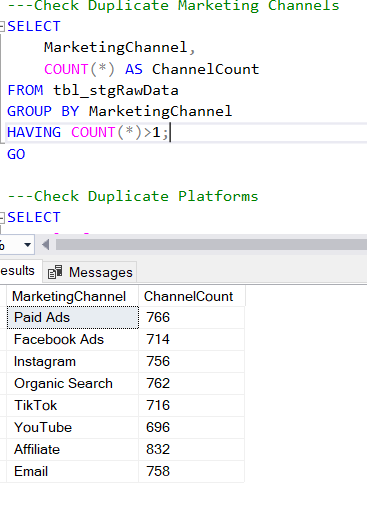 ---Check Duplicate Marketing Channels
SELECT
MarketingChannel,
COUNT(*) AS ChannelCount
FROM tbl_stgRawData
GROUP BY MarketingChannel
HAVING COUNT(*)>1;
GO
---Check Duplicate Platforms
SELECT
%
esults Messages
MarketingChannel ChannelCount
Paid Ads 766
Facebook Ads 714
Instagram 756
Organic Search 762
TikTok 716
YouTube 696
Affiliate 832
Email 758